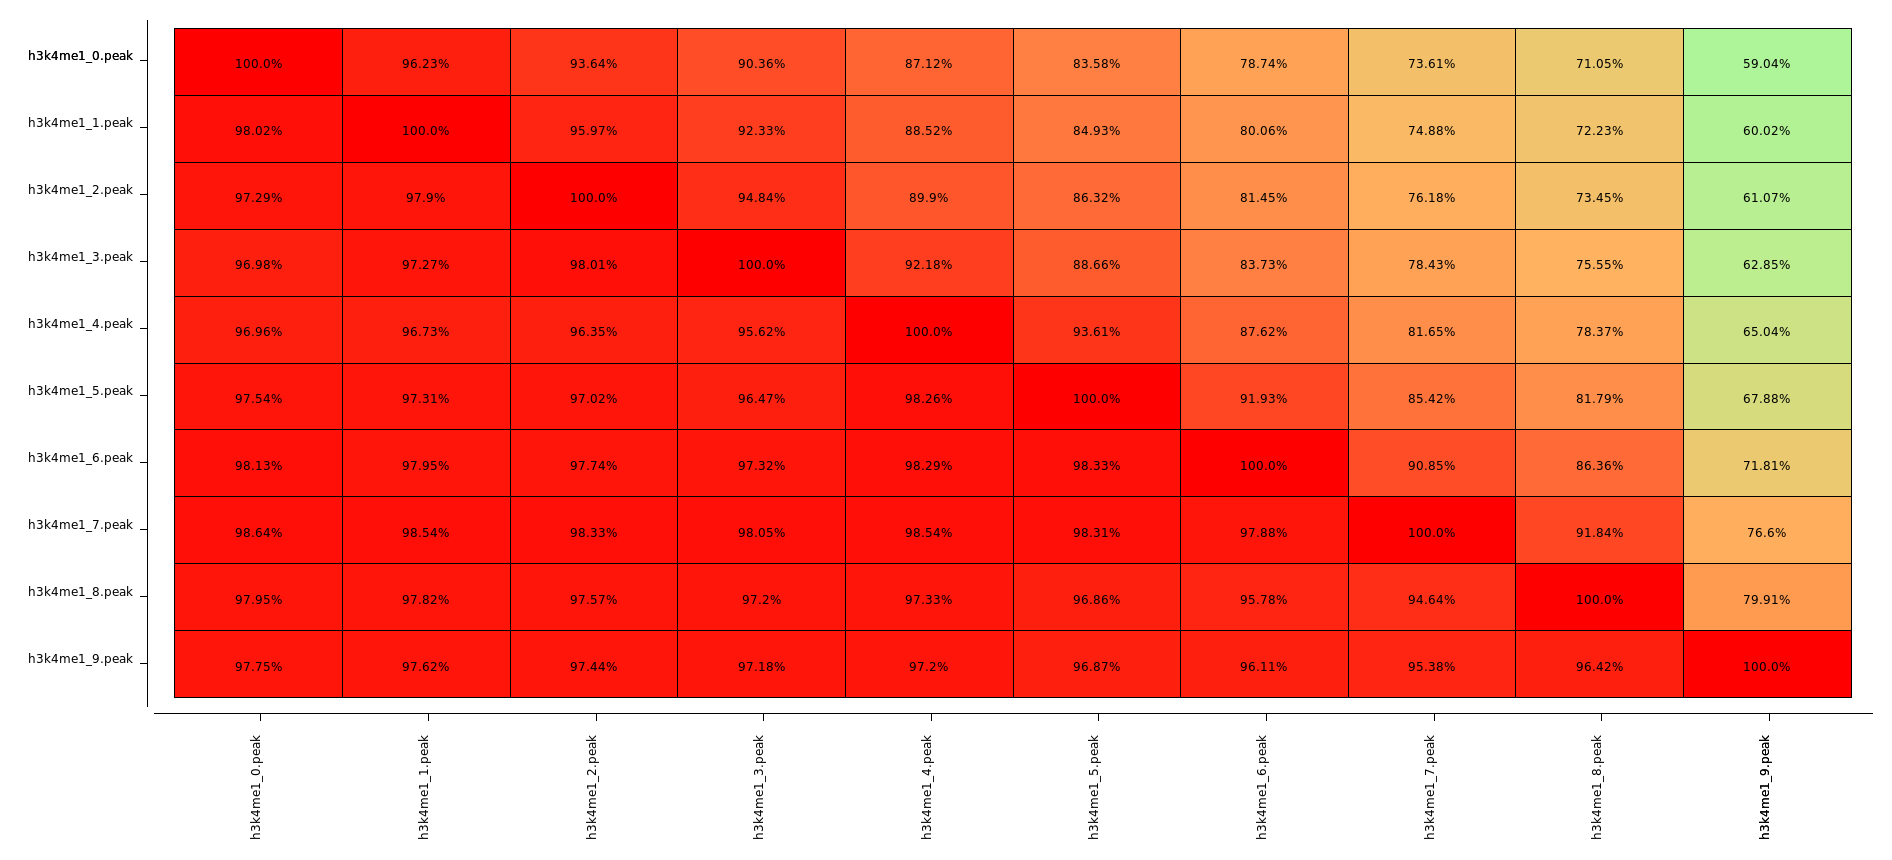 h3k4me1_0.peak 100.0% 96.23% 93.64% 90.36% 87.12% 83.58% 78.74% 73.61% 71.05% 59.04%
h3k4me1_1.peak 98.02% 100.0% 95.97% 92.33% 88.52% 84.93% 80.06% 74.88% 72.23% 60.02%
h3k4me1_2.peak 97.29% 97.9% 100.0% 94.84% 89.9% 86.32% 81.45% 76.18% 73.45% 61.07%
h3k4me1_3.peak 96.98% 97.27% 98.01% 100.0% 92.18% 88.66% 83.73% 78.43% 75.55% 62.85%
h3k4me1_4.peak 96.96% 96.73% 96.35% 95.62% 100.0% 93.61% 87.62% 81.65% 78.37% 65.04%
h3k4me1_5.peak 97.54% 97.31% 97.02% 96.47% 98.26% 100.0% 91.93% 85.42% 81.79% 67.88%
h3k4me1_6.peak 98.13% 97.95% 97.74% 97.32% 98.29% 98.33% 100.0% 90.85% 86.36% 71.81%
h3k4me1_7.peak 98.64% 98.54% 98.33% 98.05% 98.54% 98.31% 97.88% 100.0% 91.84% 76.6%
h3k4me1_8.peak 97.95% 97.82% 97.57% 97.2% 97.33% 96.86% 95.78% 94.64% 100.0% 79.91%
h3k4me1_9.peak 97.75% 97.62% 97.44% 97.18% 97.2% 96.87% 96.11% 95.38% 96.42% 100.0%
h3k4me1_0.peak
h3k4me1_1.peak
h3k4me1_2.peak
h3k4me1_3.peak
h3k4me1_4.peak
h3k4me1_5.peak
h3k4me1_6.peak
h3k4me1_7.peak
h3k4me1_8.peak
h3k4me1_9.peak